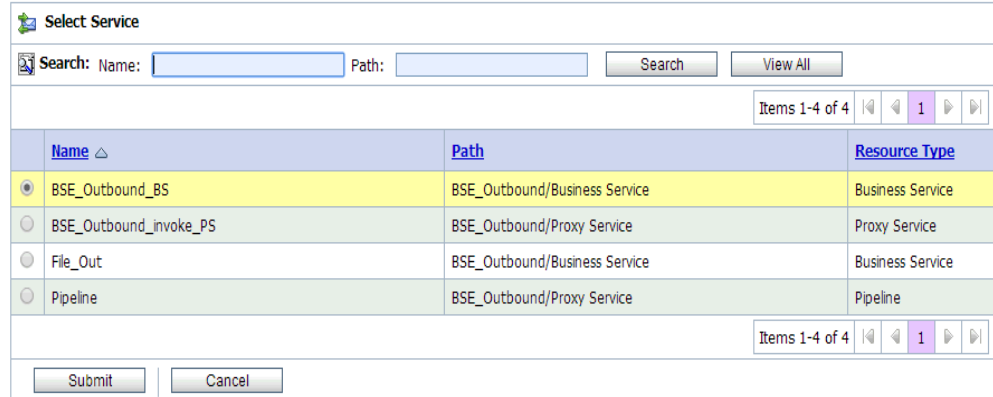 Select Service
Search: Name: Path: Search View All
Items 1-4 of 4 1
Name Path Resource Type
BSE_Outbound_BS BSE_Outbound/Business Service Business Service
BSE_Outbound_invoke_PS BSE_Outbound/Proxy Service Proxy Service
File_Out BSE_Outbound/Business Service Business Service
Pipeline BSE_Outbound/Proxy Service Pipeline
Items 1-4 of 4 1
Submit Cancel